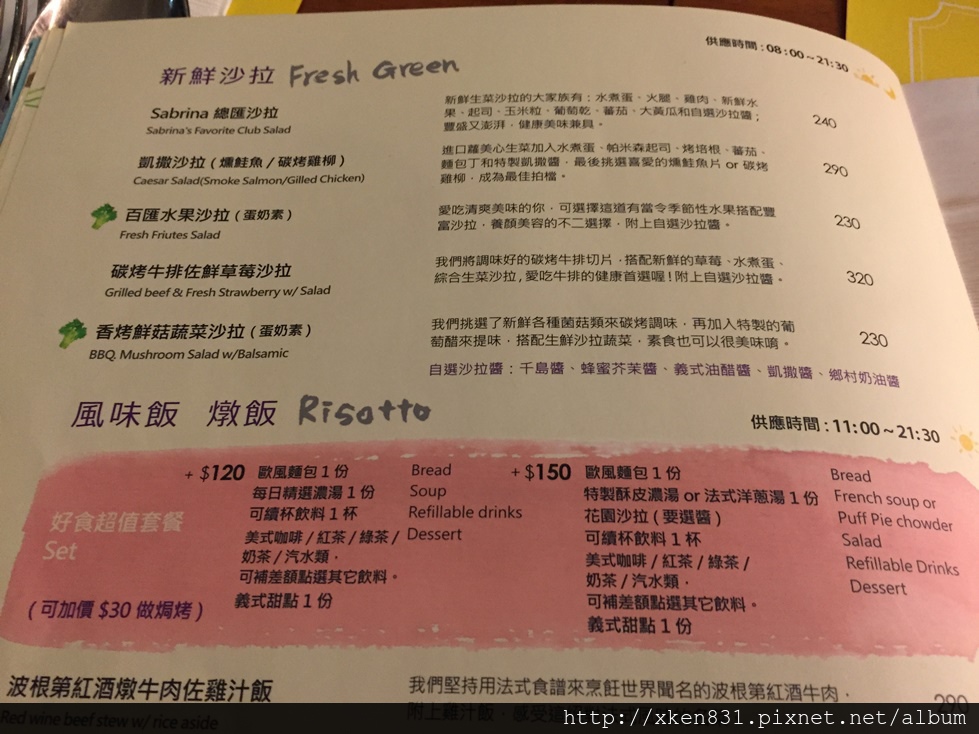 供應時間：08：00～21：30
新鮮沙拉 Fresh Green
Sabrina 總匯沙拉
Sabrina's Favorite Club Salad
新鮮生菜沙拉的大家族有；水煮蛋、火腿、雞肉、新鮮水
果、起司、玉米粒、葡萄乾、蕃茄、大黃瓜和自選沙拉醬；
豐盛又澎湃，健康美味兼具。
240
凱撒沙拉（燻鮭魚 / 碳烤雞柳）
Caesar Salad(Smoke Salmon/Gilled Chicken)
進口蘿美心生菜加入水煮蛋、帕米森起司、烤培根、蕃茄、
麵包丁和特製凱撒醬，最後挑選喜愛的燻鮭魚片 or 碳烤
雞柳，成為最佳拍檔。
290
百匯水果沙拉（蛋奶素）
Fresh Friutes Salad
愛吃清爽美味的你，可選擇這道有當令季節性水果搭配豐
富沙拉，養顏美容的不二選擇，附上自選沙拉醬。
230
碳烤牛排佐鮮草莓沙拉
Grilled beef & Fresh Strawberry w/ Salad
我們將調味好的碳烤牛排切片，搭配新鮮的草莓、水煮蛋、
綜合生菜沙拉，愛吃牛排的健康首選喔！附上自選沙拉醬。
320
香烤鮮菇蔬菜沙拉（蛋奶素）
BBQ. Mushroom Salad w/Balsamic
我們挑選了新鮮各種菌菇類來碳烤調味，再加入特製的葡
萄醋來提味，搭配生鮮沙拉蔬菜，素食也可以很美味唷。
230
自選沙拉醬：千島醬、蜂蜜芥茉醬、義式油醋醬、凱撒醬、鄉村奶油醬
風味飯 燉飯 Risotto
供應時間：11：00～21：30
好食超值套餐
Set
（可加價 $30 做焗烤）
+ $120
歐風麵包 1 份
每日精選濃湯 1 份
可續杯飲料 1 杯
美式咖啡 / 紅茶 / 綠茶 /
奶茶 / 汽水類，
可補差額點選其它飲料。
義式甜點 1 份
Bread
Soup
Refillable drinks
Dessert
+ $150
歐風麵包 1 份
特製酥皮濃湯 or 法式洋蔥湯 1 份
花園沙拉（要選醬）
可續杯飲料 1 杯
美式咖啡 / 紅茶 / 綠茶 /
奶茶 / 汽水類，
可補差額點選其它飲料。
義式甜點 1 份
Bread
French soup or
Puff Pie chowder
Salad
Refillable Drinks
Dessert
波根第紅酒燉牛肉佐雞汁飯
Red wine beef stew w/ rice aside
我們堅持用法式食譜來烹飪世界聞名的波根第紅酒牛肉，
附上雞汁飯，感受這
290
http://xken831.pixnet.net/album